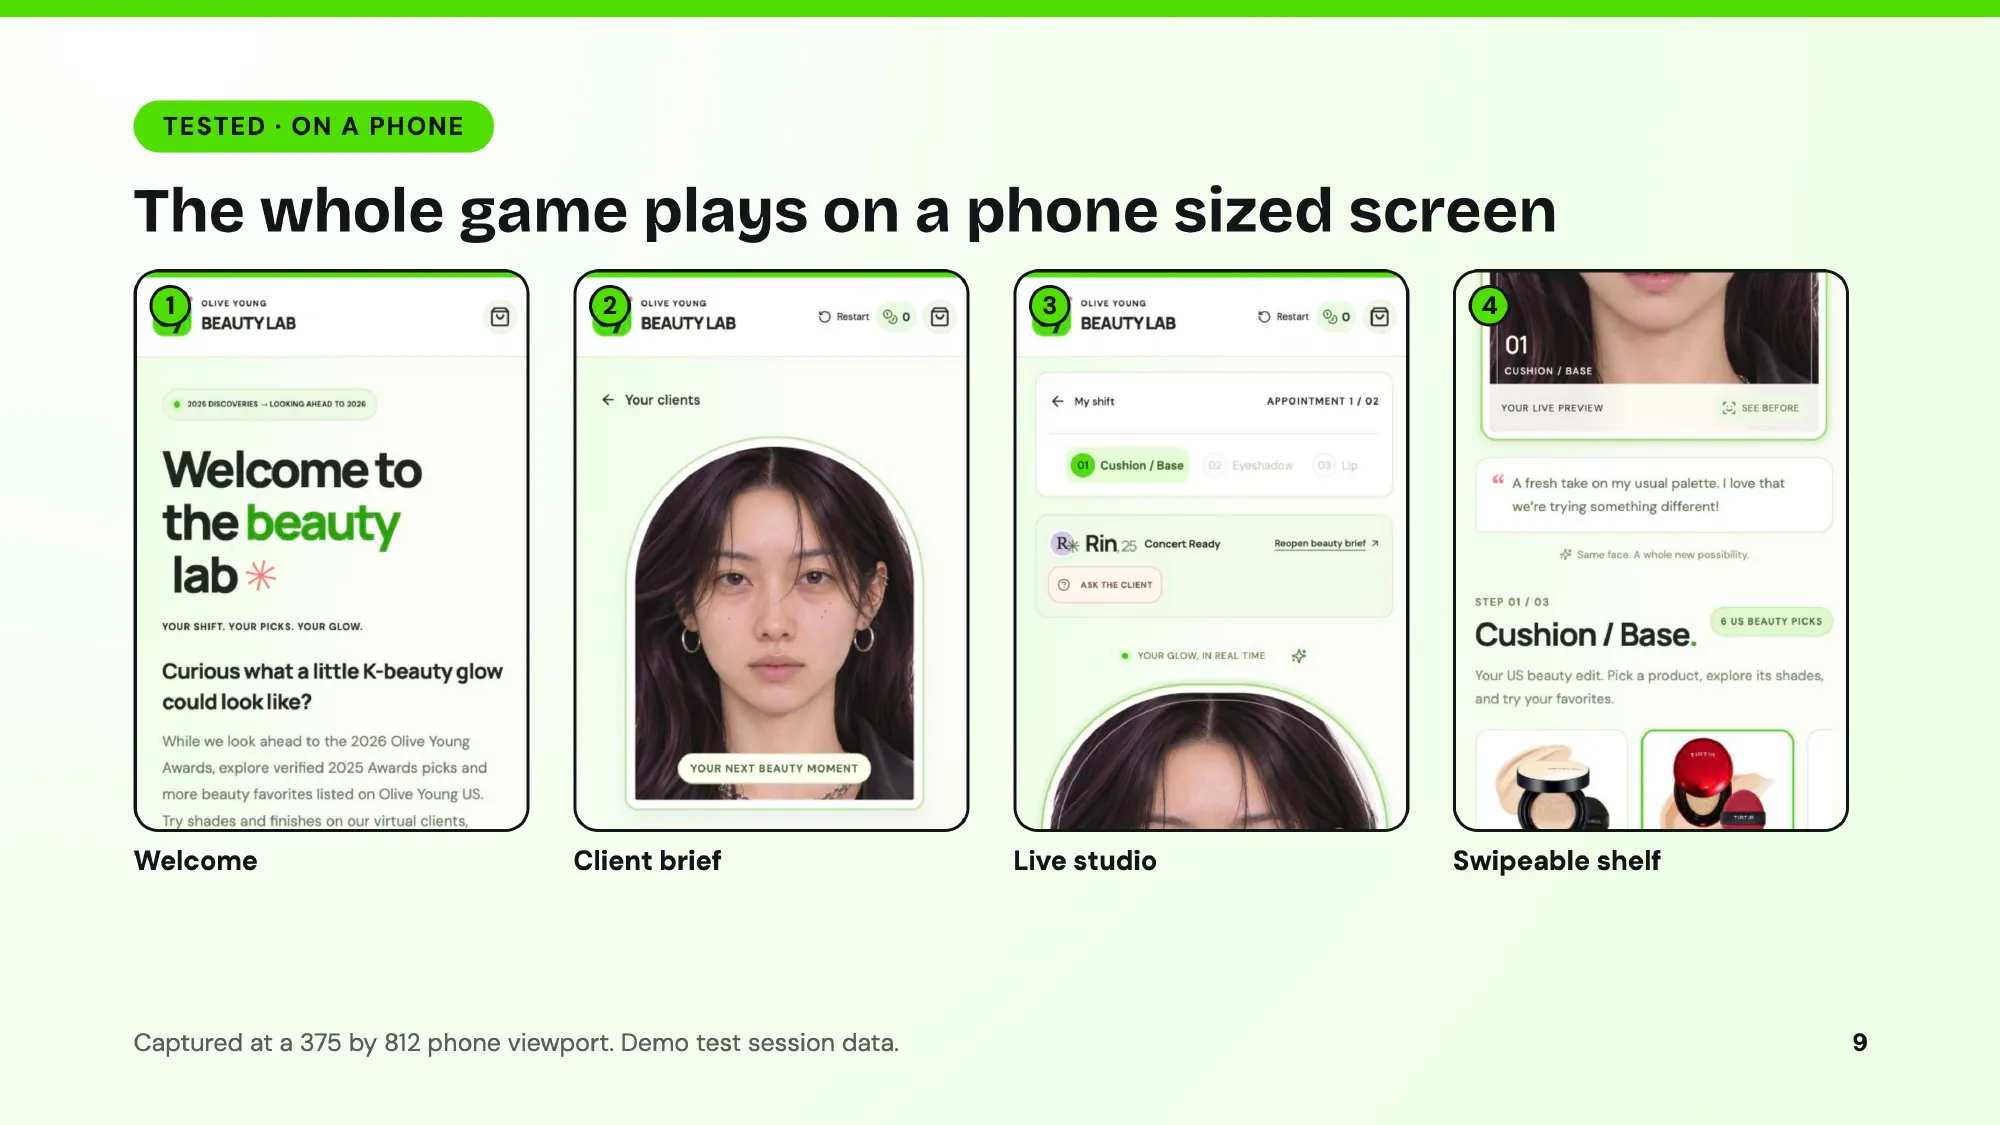 TESTED · ON A PHONE
The whole game plays on a phone sized screen
1
OLIVE YOUNG
BEAUTY LAB
2025 DISCOVERIES → LOOKING AHEAD TO 2026
Welcome to
the beauty
lab
YOUR SHIFT. YOUR PICKS. YOUR GLOW.
Curious what a little K-beauty glow
could look like?
While we look ahead to the 2026 Olive Young
Awards, explore verified 2025 Awards picks and
more beauty favorites listed on Olive Young US.
Try shades and finishes on our virtual clients,
Welcome
2
OLIVE YOUNG
BEAUTY LAB
Restart
0
← Your clients
YOUR NEXT BEAUTY MOMENT
Client brief
3
OLIVE YOUNG
BEAUTY LAB
Restart
0
← My shift
APPOINTMENT 1 / 02
01 Cushion / Base
02 Eyeshadow
03 Lip
R
Rin, 25 Concert Ready
Reopen beauty brief ↗
ASK THE CLIENT
YOUR GLOW, IN REAL TIME
Live studio
4
01
CUSHION / BASE
YOUR LIVE PREVIEW
SEE BEFORE
“ A fresh take on my usual palette. I love that
we’re trying something different!
Same face. A whole new possibility.
STEP 01 / 03
Cushion / Base.
6 US BEAUTY PICKS
Your US beauty edit. Pick a product, explore its shades,
and try your favorites.
TIRTIR
TIRTIR
Swipeable shelf
Captured at a 375 by 812 phone viewport. Demo test session data.
9